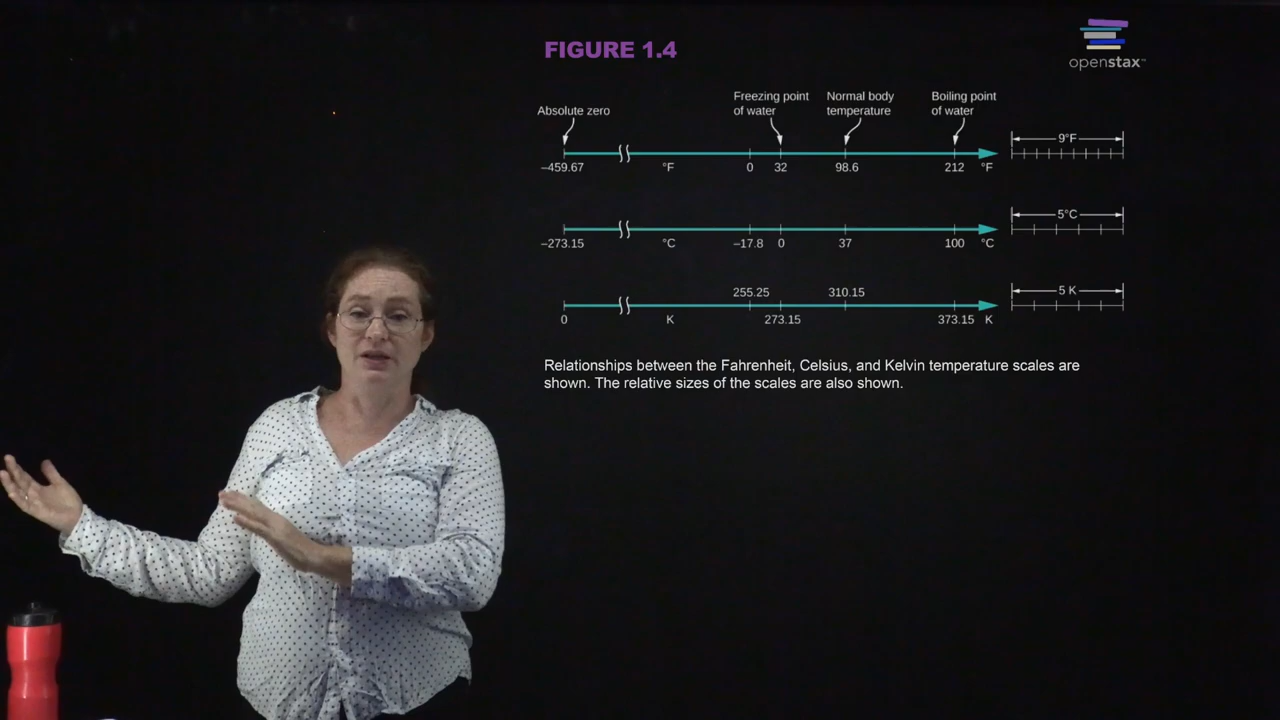 FIGURE 1.4
openstax™
Absolute zero
Freezing point
of water
Normal body
temperature
Boiling point
of water
–459.67 °F 0 32 98.6 212 °F
9°F
–273.15 °C –17.8 0 37 100 °C
5°C
255.25 310.15
0 K 273.15 373.15 K
5 K
Relationships between the Fahrenheit, Celsius, and Kelvin temperature scales are
shown. The relative sizes of the scales are also shown.